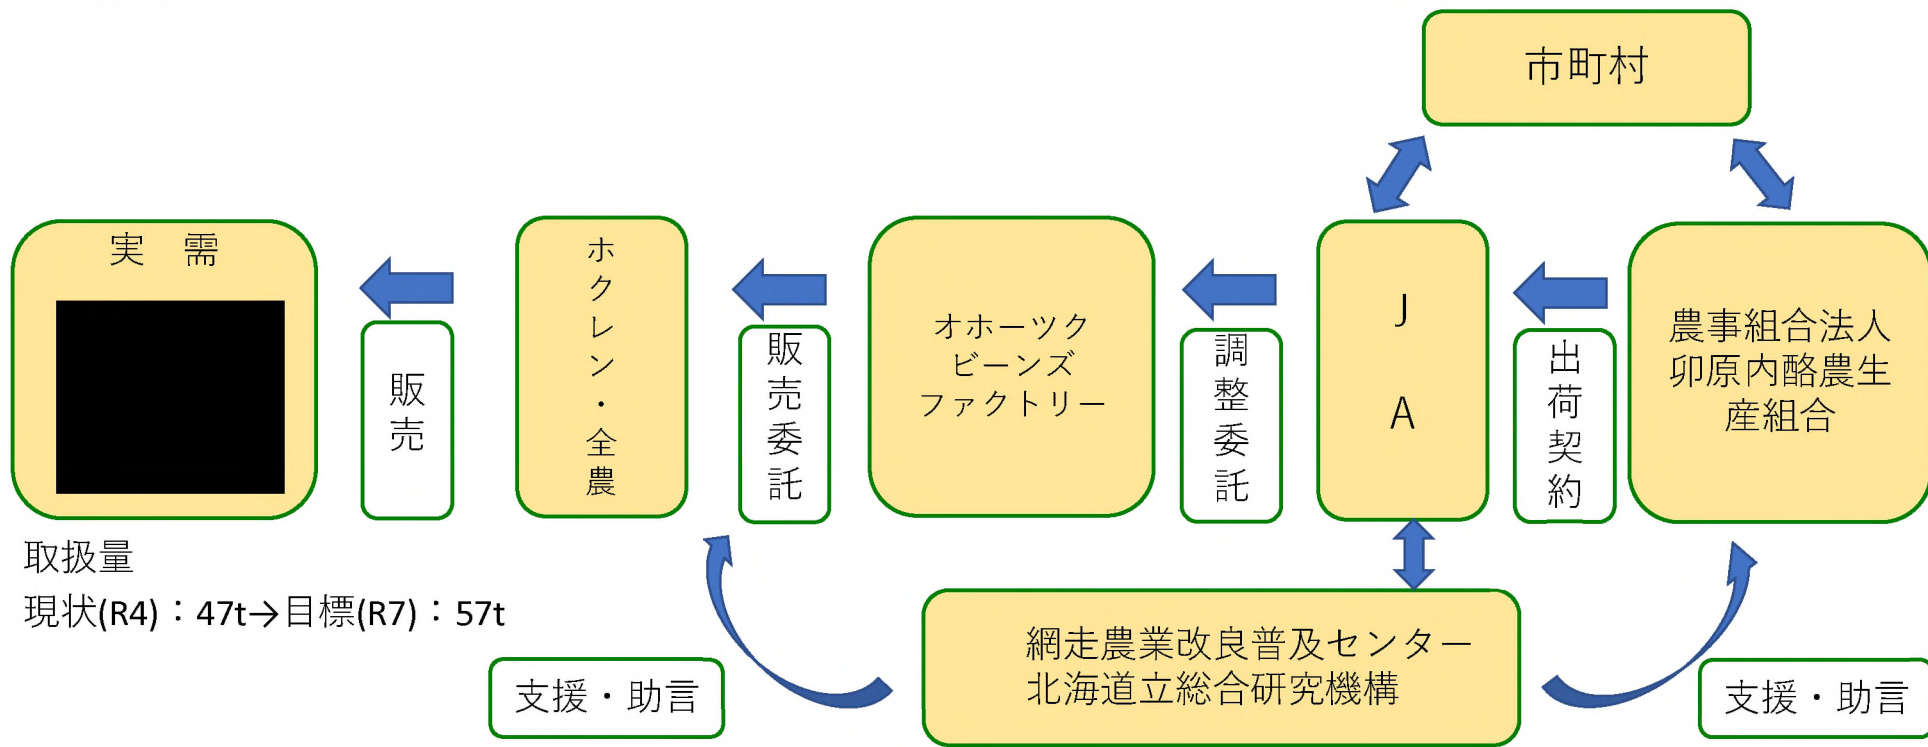 市町村
実　需
販売
ホクレン・全農
販売委託
オホーツク
ビーンズ
ファクトリー
調整委託
JA
出荷契約
農事組合法人
卯原内酪農生
産組合
取扱量
現状(R4)：47t→目標(R7)：57t
支援・助言
網走農業改良普及センター
北海道立総合研究機構
支援・助言